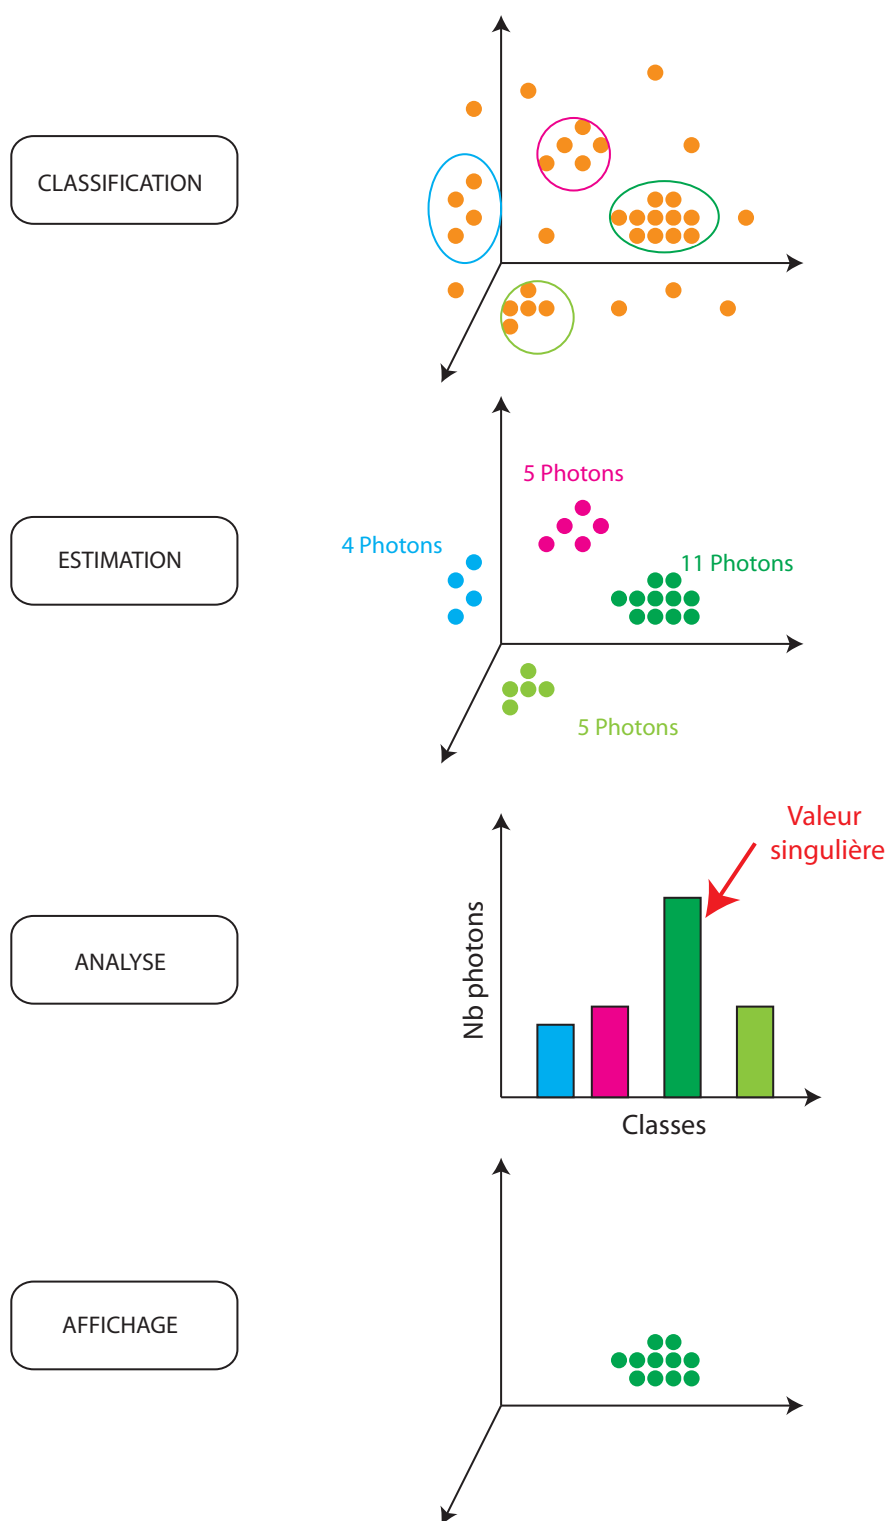 CLASSIFICATION
ESTIMATION
5 Photons
4 Photons
11 Photons
5 Photons
ANALYSE
Valeur
singulière
Nb photons
Classes
AFFICHAGE